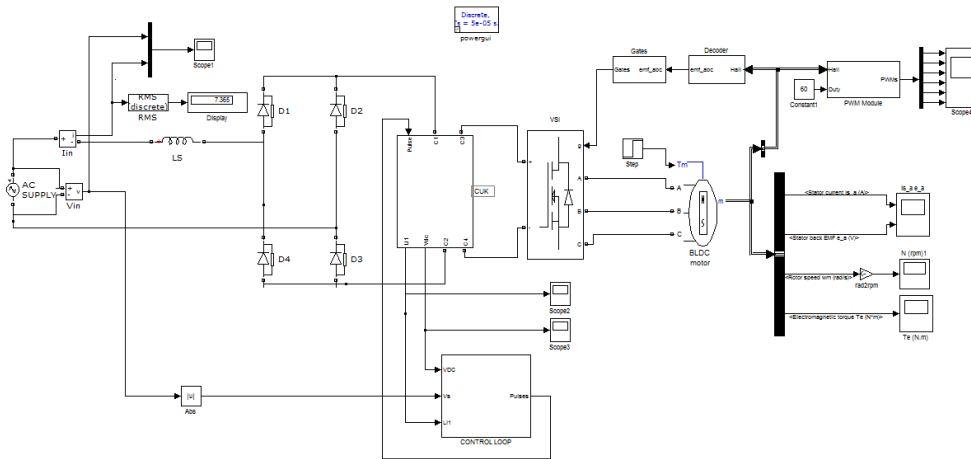 Discrete,
s = 5e-05 s.
powergui
Scope1
RMS
(discrete)
RMS
7.365
Display
D1
D2
Iin
i
LS
AC
SUPPLY
v
Vin
D4
D3
Pulse
C1
C3
CUK
Li1
Vdc
C2
C4
VSI
g
A
B
C
Gates
Gates
emf_abc
Decoder
emf_abc
Hall
60
Constant1
Hall
Duty
PWMs
PWM Module
Scope4
Step
Tm
A
B
C
m
BLDC
motor
<Stator current is_a (A)>
<Stator back EMF e_a (V)>
<Rotor speed wm (rad/s)>
<Electromagnetic torque Te (N*m)>
is_a e_a
rad2rpm
N (rpm)1
Te (N.m)
Scope2
Scope3
VDC
Vs
LI1
Pulses
CONTROL LOOP
|u|
Abs